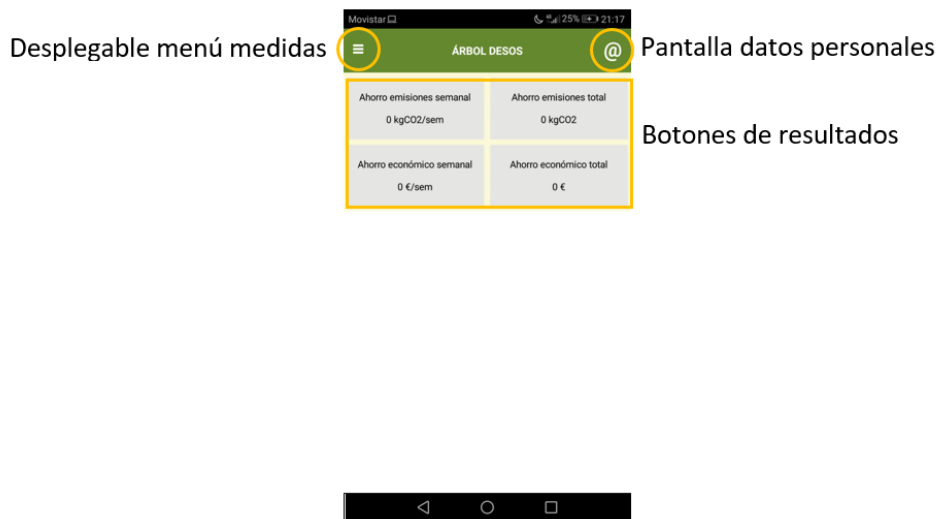 Movistar 25% 21:17
Desplegable menú medidas
ÁRBOL DESOS
@
Pantalla datos personales
Ahorro emisiones semanal
0 kgCO2/sem
Ahorro emisiones total
0 kgCO2
Botones de resultados
Ahorro económico semanal
0 €/sem
Ahorro económico total
0 €